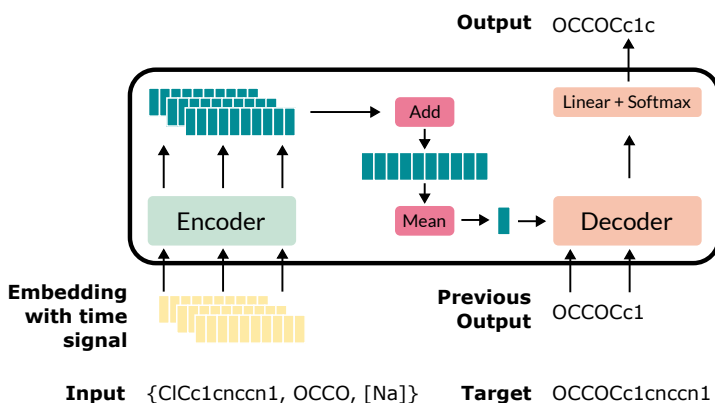 Output OCCOCc1c
Linear + Softmax
Add
Encoder
Mean
Decoder
Embedding
with time
signal
Previous
Output
OCCOCc1
Input {ClCc1cnccn1, OCCO, [Na]} Target OCCOCc1cnccn1